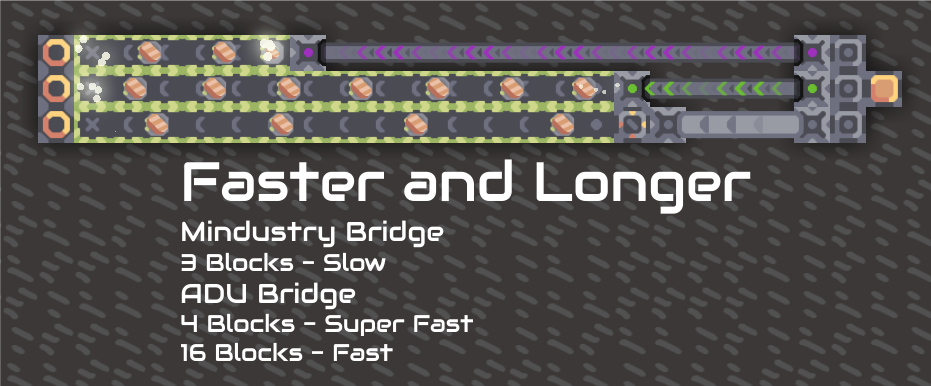 Faster and Longer
Mindustry Bridge
3 Blocks - Slow
ADU Bridge
4 Blocks - Super Fast
16 Blocks - Fast